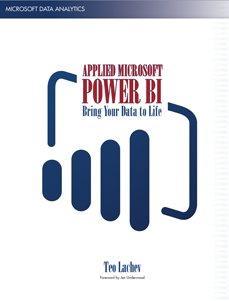 MICROSOFT DATA ANALYTICS
APPLIED MICROSOFT
POWER BI
Bring Your Data to Life
Teo Lachev
Foreword by Jen Underwood